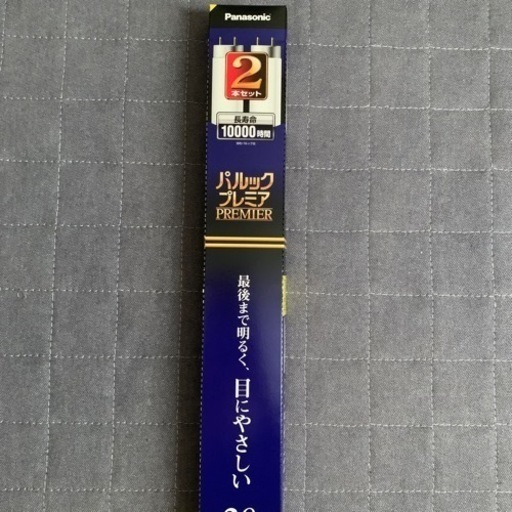 Panasonic
2
本セット
長寿命
10000時間
パルック
プレミア
PREMIER
最後まで明るく、目にやさしい